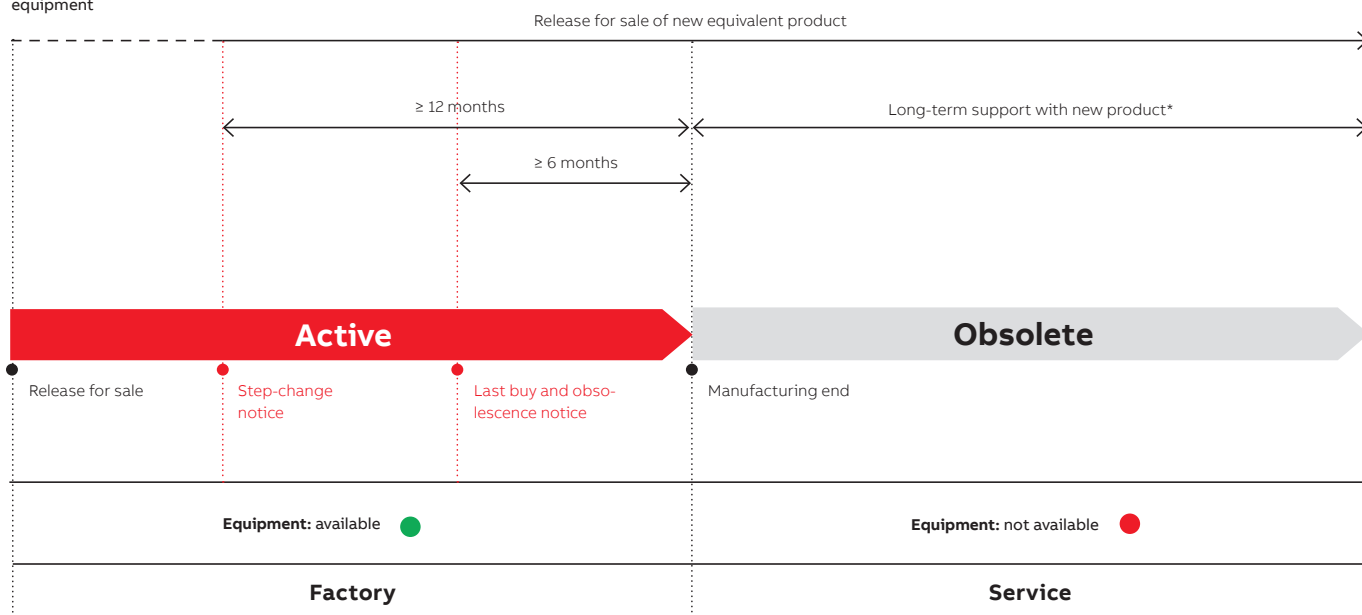 equipment
Release for sale of new equivalent product
≥ 12 months
Long-term support with new product*
≥ 6 months
Active
Obsolete
Release for sale
Step-change
notice
Last buy and obso-
lescence notice
Manufacturing end
Equipment: available
Equipment: not available
Factory
Service